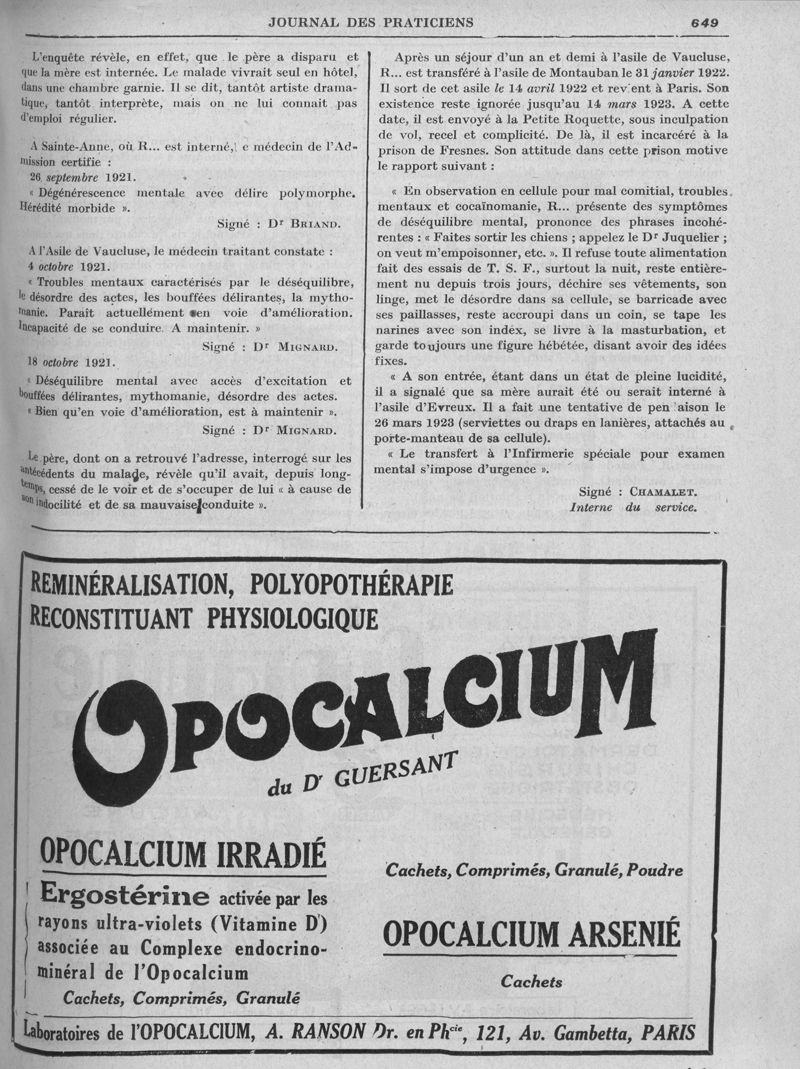 JOURNAL DES PRATICIENS 649
L'enquête révèle, en effet, que le père a disparu et
que la mère est internée. Le malade vivrait seul en hôtel,
dans une chambre garnie. Il se dit, tantôt artiste drama-
tique, tantôt interprète, mais on ne lui connait pas
d'emploi régulier.
A Sainte-Anne, où R... est interné, e médecin de l'Ad-
mission certifie :
26 septembre 1921.
« Dégénérescence mentale avec délire polymorphe.
Hérédité morbide ».
Signé : Dr BRIAND.
A l'Asile de Vaucluse, le médecin traitant constate :
4 octobre 1921.
« Troubles mentaux caractérisés par le déséquilibre,
le désordre des actes, les bouffées délirantes, la mytho-
manie. Paraît actuellement en voie d'amélioration.
Incapacité de se conduire. A maintenir. »
Signé : Dr MIGNARD.
18 octobre 1921.
« Déséquilibre mental avec accès d'excitation et
bouffées délirantes, mythomanie, désordre des actes.
« Bien qu'en voie d'amélioration, est à maintenir ».
Signé : Dr MIGNARD.
Le père, dont on a retrouvé l'adresse, interrogé sur les
antécédents du malade, révèle qu'il avait, depuis long-
temps, cessé de le voir et de s'occuper de lui « à cause de
son indocilité et de sa mauvaise conduite ».
Après un séjour d'un an et demi à l'asile de Vaucluse,
R... est transféré à l'asile de Montauban le 31 janvier 1922.
Il sort de cet asile le 14 avril 1922 et rev ent à Paris. Son
existence reste ignorée jusqu'au 14 mars 1923. A cette
date, il est envoyé à la Petite Roquette, sous inculpation
de vol, recel et complicité. De là, il est incarcéré à la
prison de Fresnes. Son attitude dans cette prison motive
le rapport suivant :
« En observation en cellule pour mal comitial, troubles
mentaux et cocaïnomanie, R... présente des symptômes
de déséquilibre mental, prononce des phrases incohé-
rentes : « Faites sortir les chiens ; appelez le Dr Juquelier ;
on veut m'empoisonner, etc. ». Il refuse toute alimentation
fait des essais de T. S. F., surtout la nuit, reste entière-
ment nu depuis trois jours, déchire ses vêtements, son
linge, met le désordre dans sa cellule, se barricade avec
ses paillasses, reste accroupi dans un coin, se tape les
narines avec son index, se livre à la masturbation, et
garde toujours une figure hébétée, disant avoir des idées
fixes.
« A son entrée, étant dans un état de pleine lucidité,
il a signalé que sa mère aurait été ou serait interné à
l'asile d'Evreux. Il a fait une tentative de pen aison le
26 mars 1923 (serviettes ou draps en lanières, attachés au
porte-manteau de sa cellule).
« Le transfert à l'Infirmerie spéciale pour examen
mental s'impose d'urgence ».
Signé : CHAMALET.
Interne du service.
REMINÉRALISATION, POLYOPOTHÉRAPIE
RECONSTITUANT PHYSIOLOGIQUE
OPOCALCIUM
du Dr GUERSANT
OPOCALCIUM IRRADIÉ
Ergostérine activée par les
rayons ultra-violets (Vitamine D)
associée au Complexe endocrino-
minéral de l'Opocalcium
Cachets, Comprimés, Granulé
Cachets, Comprimés, Granulé, Poudre
OPOCALCIUM ARSENIÉ
Cachets
Laboratoires de l'OPOCALCIUM, A. RANSON Dr. en Phcie, 121, Av. Gambetta, PARIS